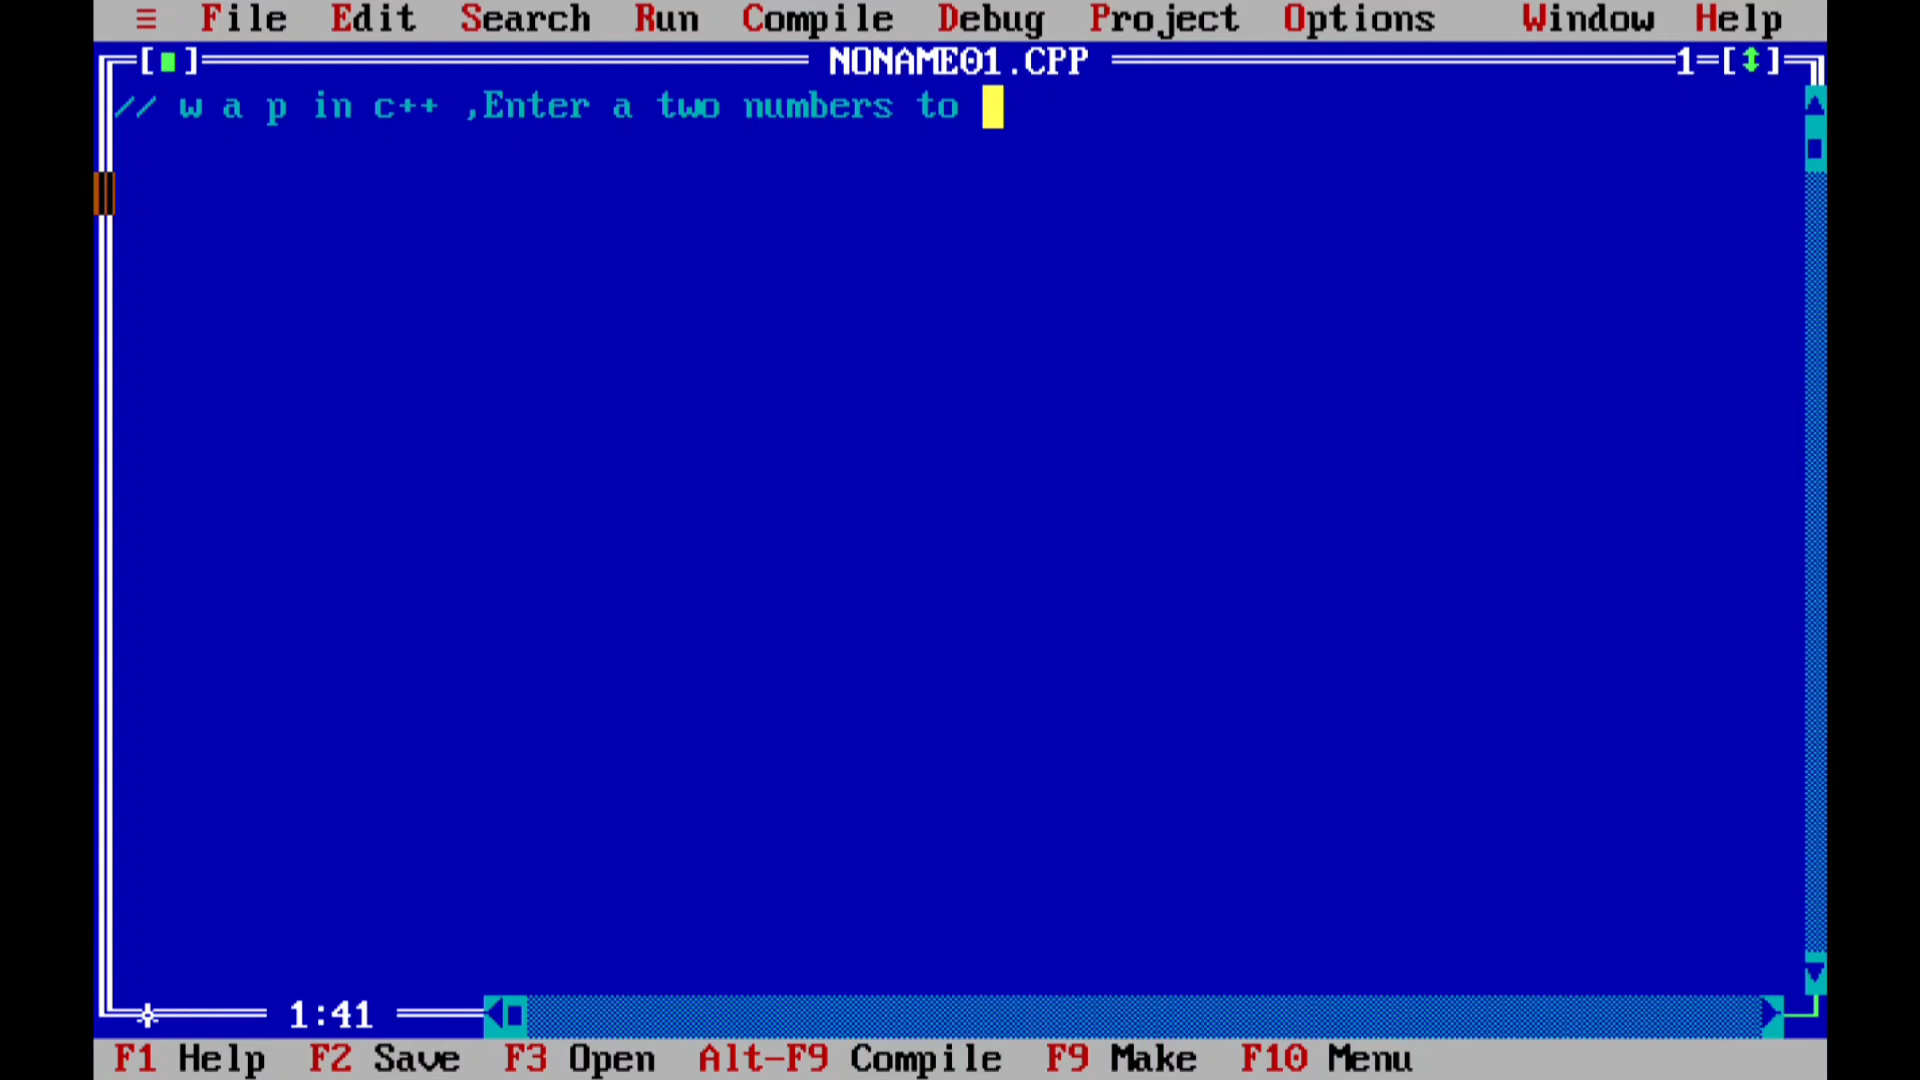 ≡ File Edit Search Run Compile Debug Project Options Window Help
[■] NONAME01.CPP 1=[↕]
// w a p in c++ ,Enter a two numbers to
1:41
F1 Help F2 Save F3 Open Alt-F9 Compile F9 Make F10 Menu